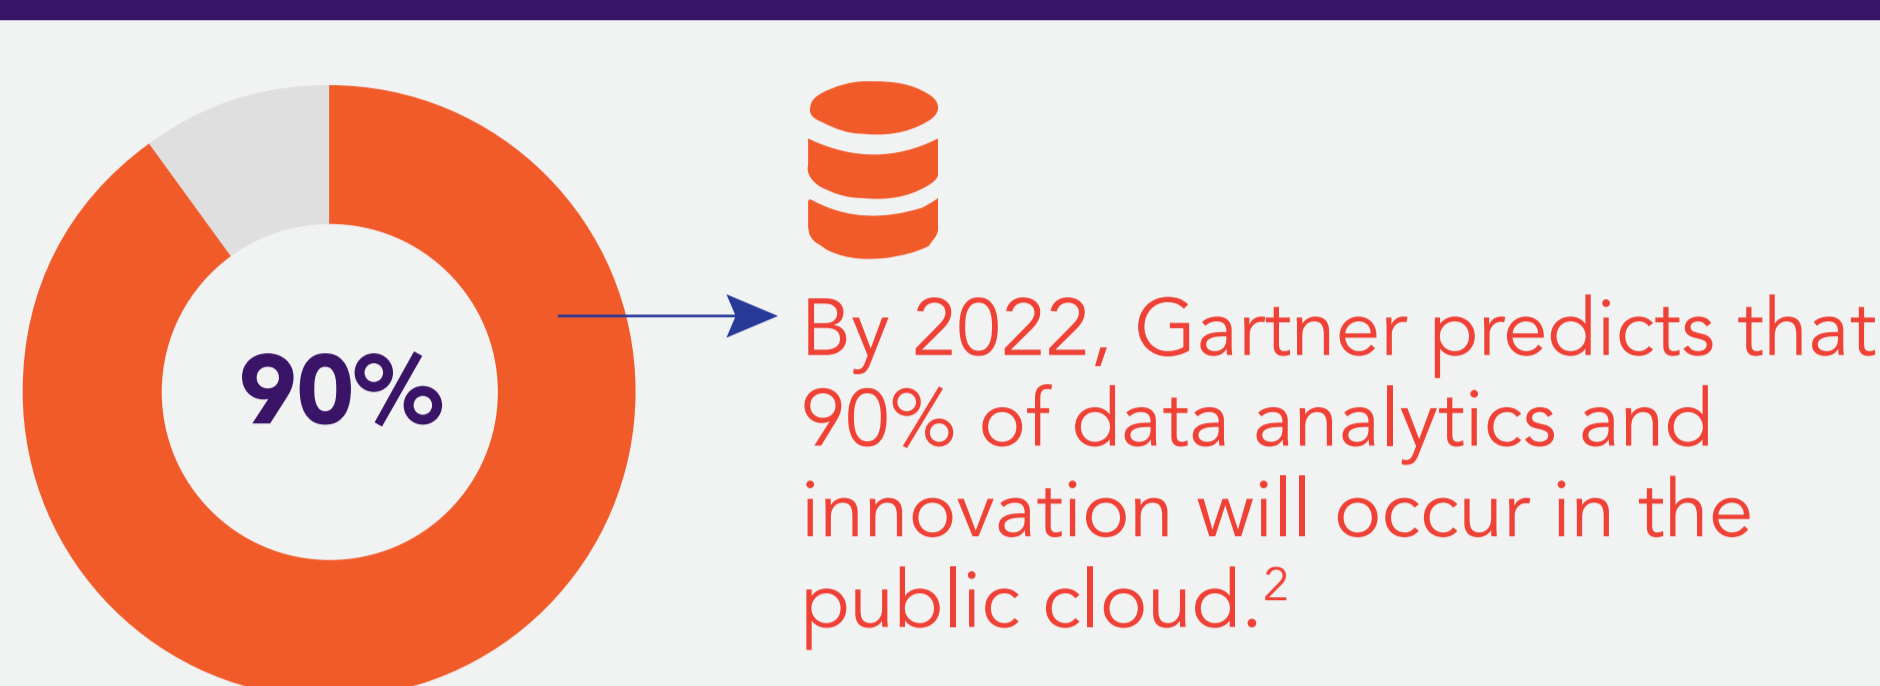 90%
By 2022, Gartner predicts that
90% of data analytics and
innovation will occur in the
public cloud.²